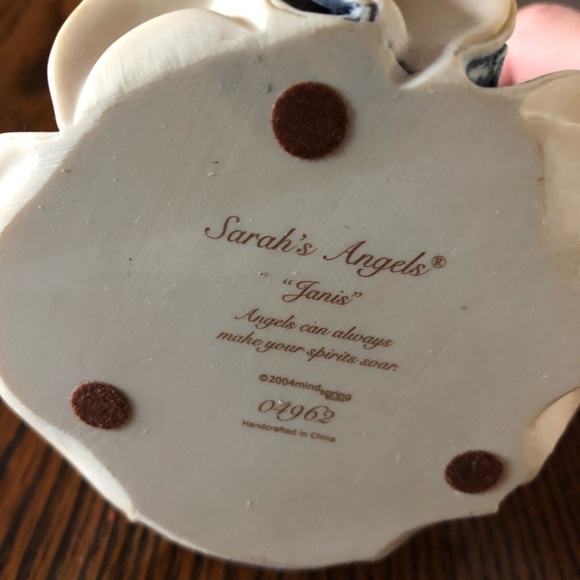 Sarah's Angels®
"Janis"
Angels can always
make your spirits soar.
©2004mindspring
04962
Handcrafted in China